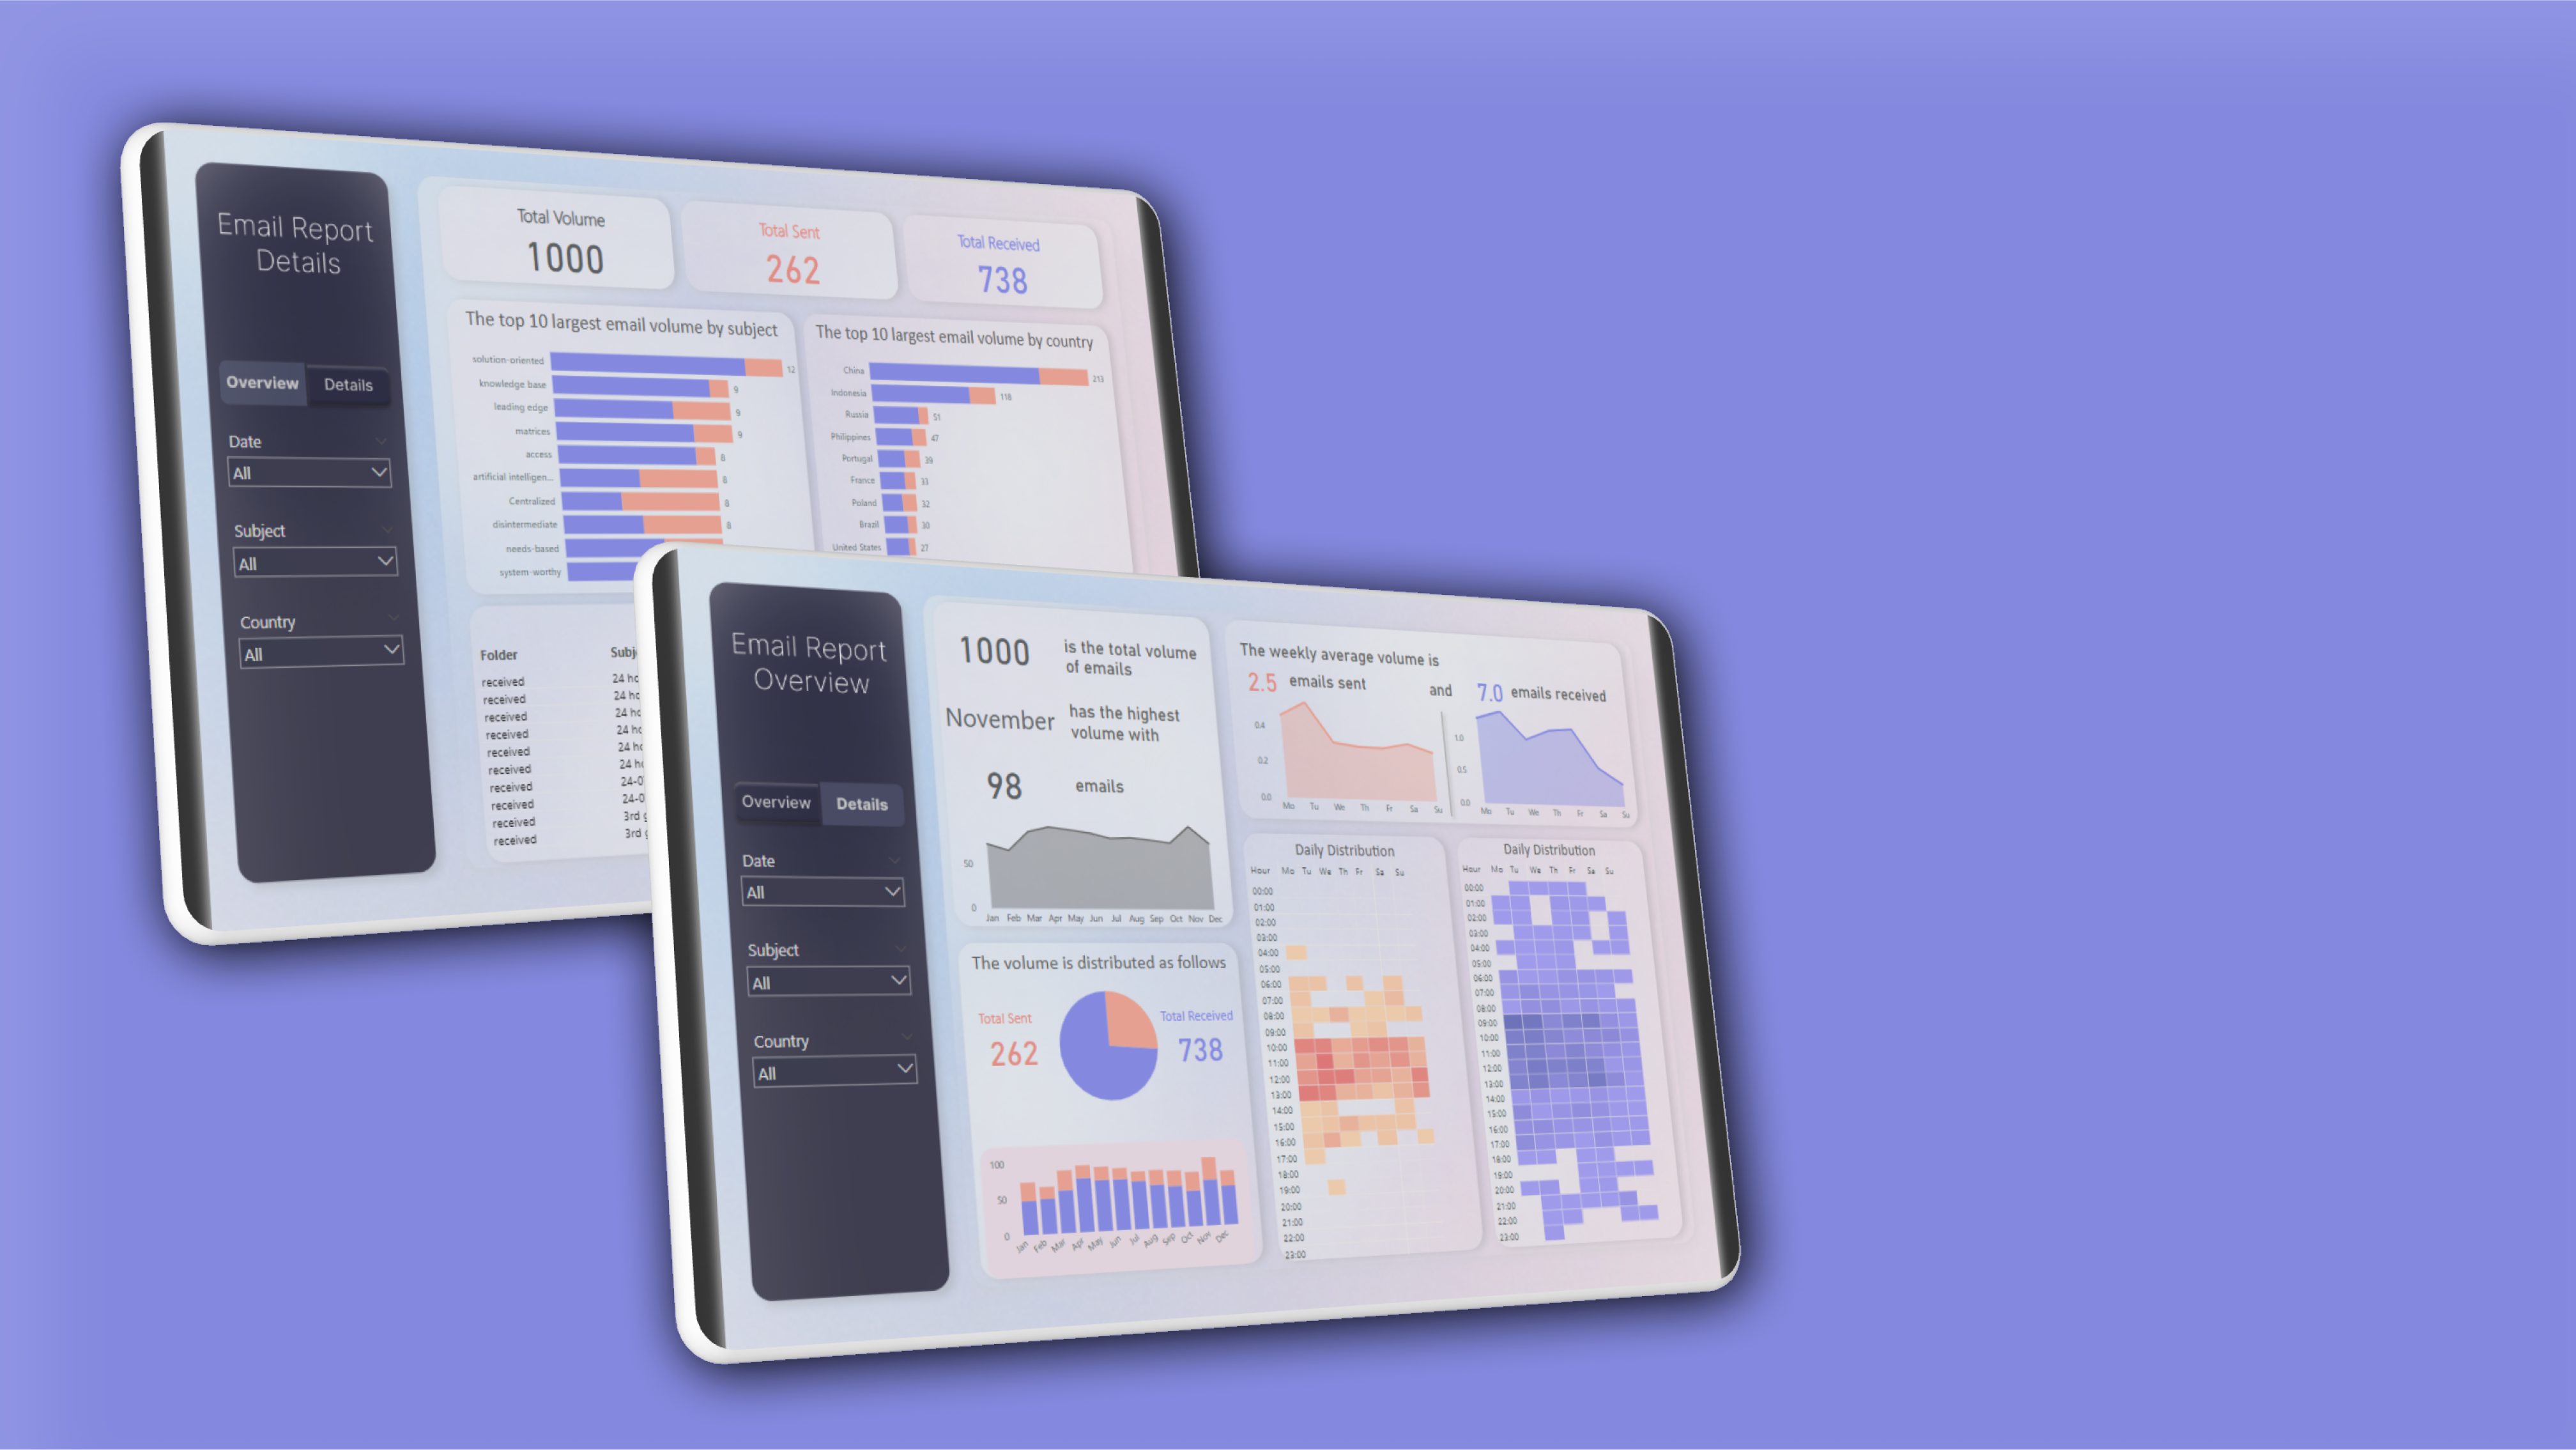 Email Report
Details
Overview
Details
Date
All
Subject
All
Country
All
Total Volume
1000
Total Sent
262
Total Received
738
The top 10 largest email volume by subject
solution-oriented 12
knowledge base 9
leading edge 9
matrices 9
access 8
artificial intelligen... 8
Centralized 8
disintermediate 8
needs-based
system-worthy
The top 10 largest email volume by country
China 213
Indonesia 118
Russia 51
Philippines 47
Portugal 39
France 33
Poland 32
Brazil 30
United States 27
Folder
received 24
received 24
received 24
received 24
received 24
received 24
received 24-0
received 24-0
received 3rd
received 3rd
Email Report
Overview
Overview
Details
Date
All
Subject
All
Country
All
1000 is the total volume
of emails
November has the highest
volume with
98 emails
50
0
Jan Feb Mar Apr May Jun Jul Aug Sep Oct Nov Dec
The volume is distributed as follows
Total Sent
262
Total Received
738
100
50
0
Jan Feb Mar Apr May Jun Jul Aug Sep Oct Nov Dec
The weekly average volume is
2.5 emails sent and 7.0 emails received
0.4
0.2
0.0
Mo Tu We Th Fr Sa Su
1.0
0.5
0.0
Mo Tu We Th Fr Sa Su
Daily Distribution
Hour Mo Tu We Th Fr Sa Su
00:00
01:00
02:00
03:00
04:00
05:00
06:00
07:00
08:00
09:00
10:00
11:00
12:00
13:00
14:00
15:00
16:00
17:00
18:00
19:00
20:00
21:00
22:00
23:00
Daily Distribution
Hour Mo Tu We Th Fr Sa Su
00:00
01:00
02:00
03:00
04:00
05:00
06:00
07:00
08:00
09:00
10:00
11:00
12:00
13:00
14:00
15:00
16:00
17:00
18:00
19:00
20:00
21:00
22:00
23:00